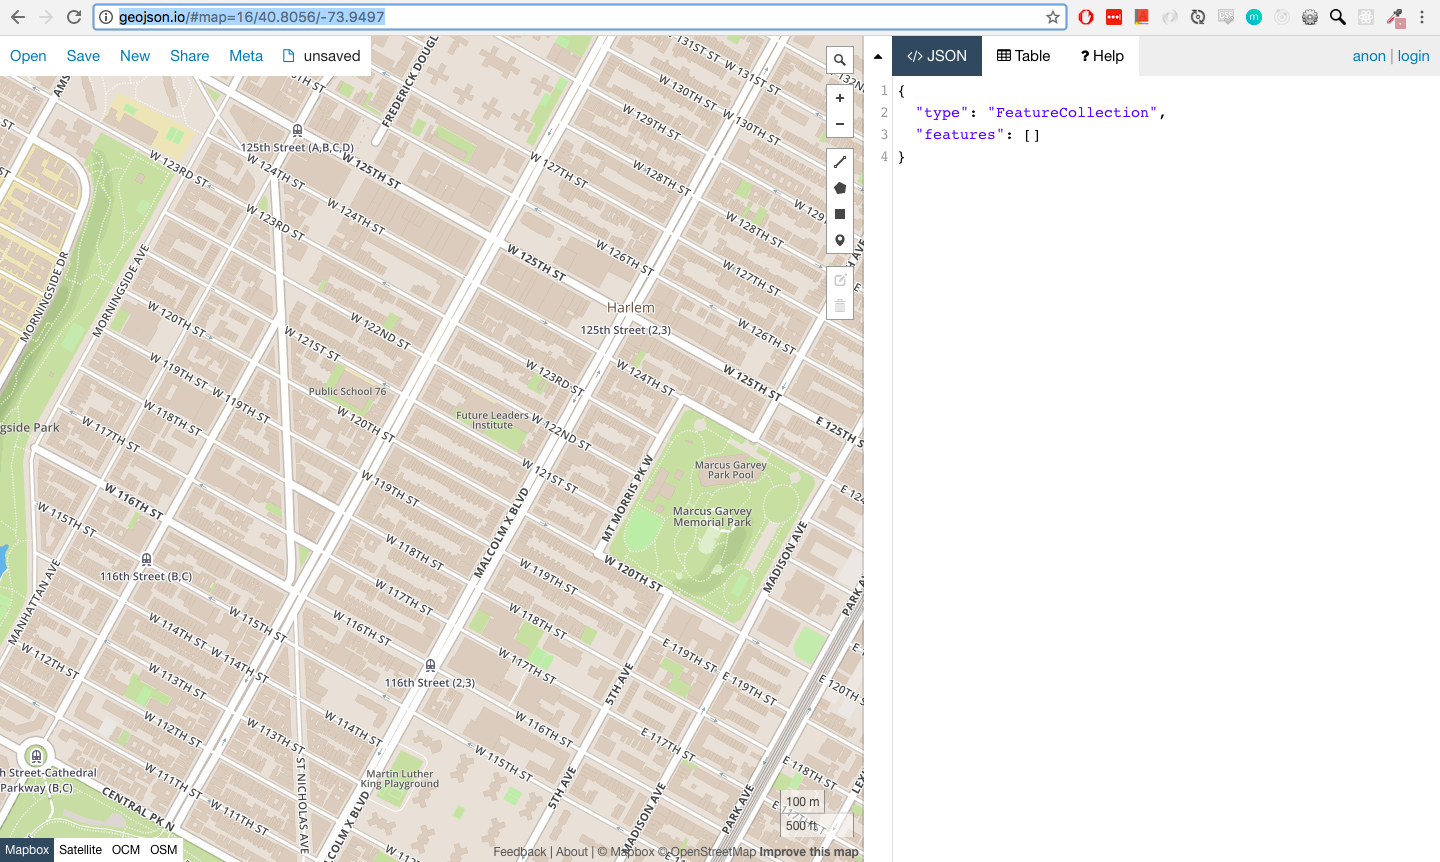 geojson.io/#map=16/40.8056/-73.9497
Open Save New Share Meta unsaved
</> JSON Table ? Help anon | login
1 {
2 "type": "FeatureCollection",
3 "features": []
4 }
FREDERICK DOUGL
W 131ST ST
W 131ST ST
W 130TH ST
W 130TH ST
W 129TH ST
125th Street (A,B,C,D)
W 123RD ST
W 124TH ST
W 125TH ST
W 127TH ST
W 128TH ST
W 129
W 123RD ST
W 124TH ST
W 128TH ST
W 125TH ST
W 126TH ST
W 127TH ST
MORNINGSIDE DR
MORNINGSIDE AVE
Harlem
125th Street (2,3)
W 120TH ST
W 121ST ST
W 122ND ST
W 126TH ST
W 119TH ST
W 119TH ST
Public School 76
W 123RD ST
W 124TH ST
W 125TH ST
W 118TH ST
W 120TH ST
Future Leaders
Institute
W 122ND ST
E 125TH S
gside Park
W 117TH ST
Marcus Garvey
Park Pool
W 119TH ST
W 121ST ST
MT MORRIS PK W
E 124
W 116TH ST
W 115TH ST
Marcus Garvey
Memorial Park
MALCOLM X BLVD
MADISON AVE
W 118TH ST
116th Street (B,C)
W 119TH ST
W 120TH ST
MANHATTAN AVE
W 117TH ST
PARK A
W 115TH ST
W 116TH ST
W 118TH ST
W 114TH ST
W 114TH ST
W 117TH ST
E 119TH ST
W 112TH ST
W 113TH ST
116th Street (2,3)
5TH AVE
E 120TH S
W 112TH ST
W 113TH ST
W 114TH ST
W 116TH ST
E 117TH ST
W 115TH ST
E 118TH ST
h Street-Cathedral
Parkway (B,C)
W 111TH ST
W 111TH ST
ST NICHOLAS AVE
Martin Luther
King Playground
5TH AVE
MADISON AVE
PARK AVE
LEX
CENTRAL PK N
LM X BLVD
100 m
500 ft
Mapbox Satellite OCM OSM
Feedback | About | © Mapbox © OpenStreetMap Improve this map